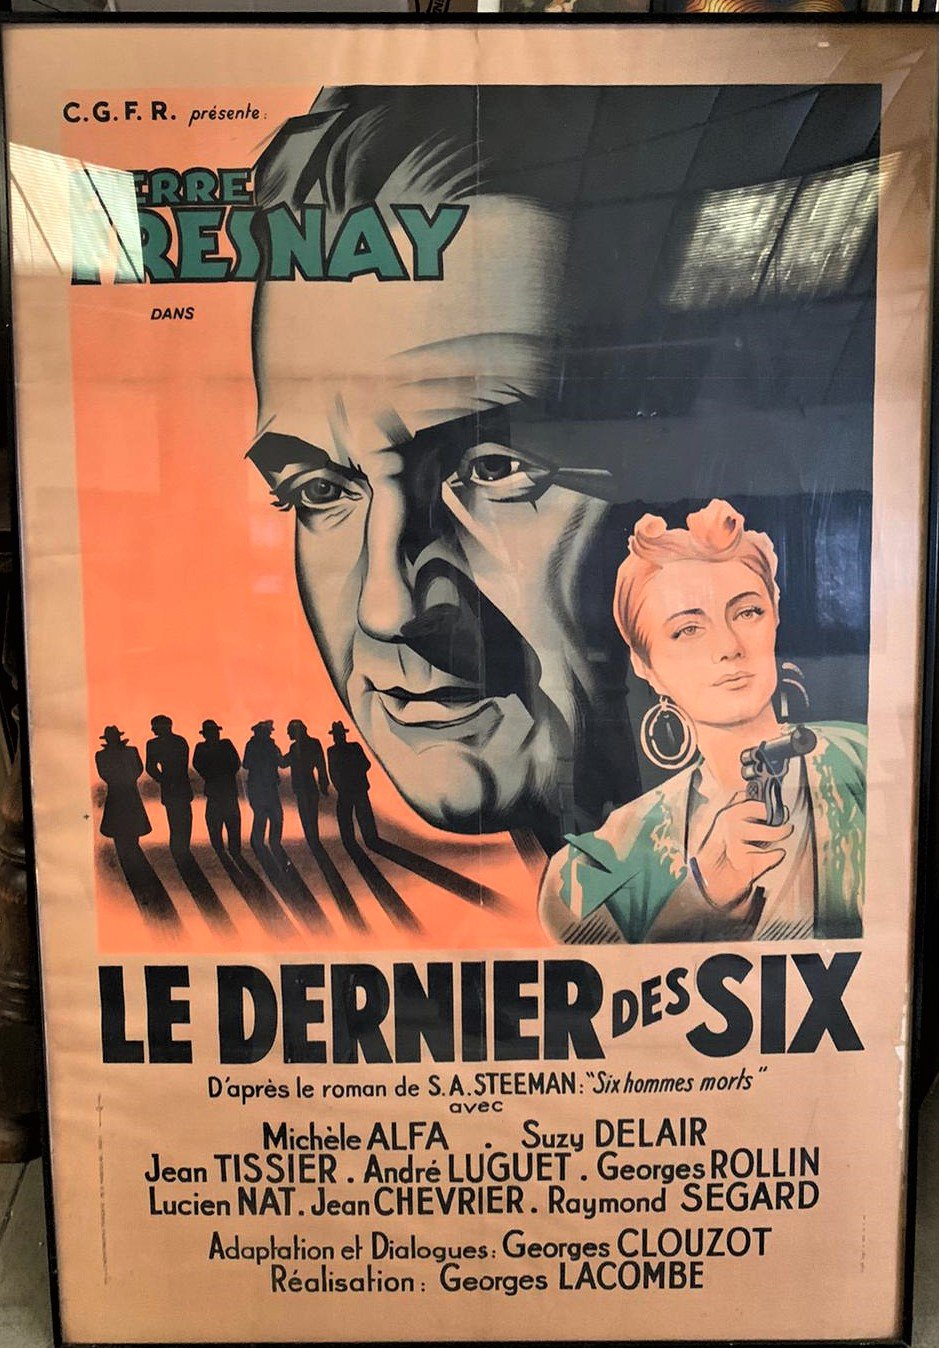 C.G.F.R. présente:
PIERRE
FRESNAY
DANS
LE DERNIER DES SIX
D'après le roman de S.A.STEEMAN: "Six hommes morts"
avec
Michèle ALFA . Suzy DELAIR
Jean TISSIER . André LUGUET . Georges ROLLIN
Lucien NAT. Jean CHEVRIER . Raymond SEGARD
Adaptation et Dialogues: Georges CLOUZOT
Réalisation : Georges LACOMBE